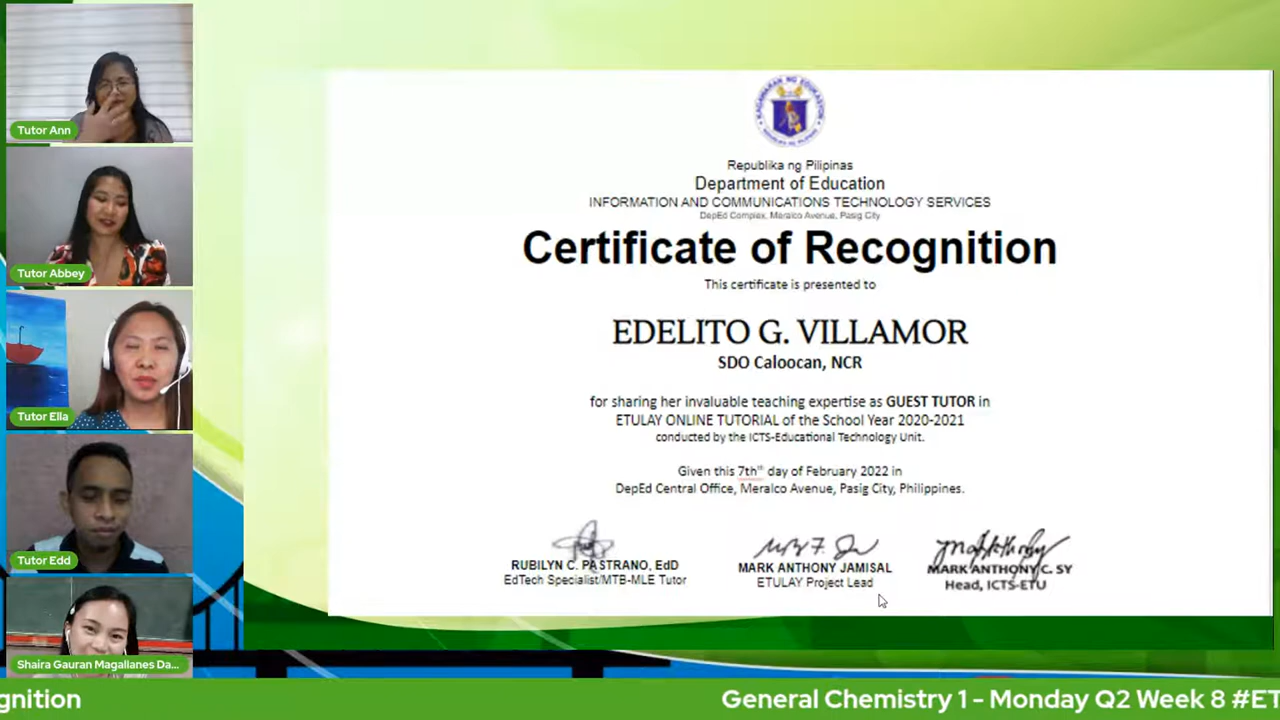 Tutor Ann
Tutor Abbey
Tutor Ella
Tutor Edd
Shaira Gauran Magallanes Da...
Republika ng Pilipinas
Department of Education
INFORMATION AND COMMUNICATIONS TECHNOLOGY SERVICES
DepEd Complex, Meralco Avenue, Pasig City
Certificate of Recognition
This certificate is presented to
EDELITO G. VILLAMOR
SDO Caloocan, NCR
for sharing her invaluable teaching expertise as GUEST TUTOR in
ETULAY ONLINE TUTORIAL of the School Year 2020-2021
conducted by the ICTS-Educational Technology Unit.
Given this 7th" day of February 2022 in
DepEd Central Office, Meralco Avenue, Pasig City, Philippines.
RUBILYN C. PASTRANO, EdD
EdTech Specialist/MTB-MLE Tutor
MARK ANTHONY JAMISAL
ETULAY Project Lead
MARK ANTHONY C. SY
Head, ICTS-ETU
gnition
General Chemistry 1 - Monday Q2 Week 8 #ET